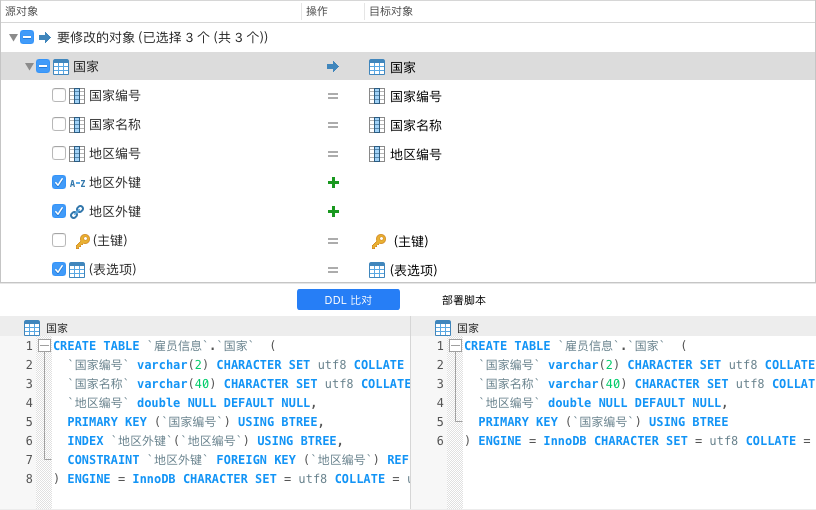 源对象 操作 目标对象
要修改的对象 (已选择 3 个 (共 3 个))
国家 国家
国家编号 = 国家编号
国家名称 = 国家名称
地区编号 = 地区编号
A-Z 地区外键 +
地区外键 +
(主键) = (主键)
(表选项) = (表选项)
DDL 比对 部署脚本
国家
1 CREATE TABLE `雇员信息`.`国家` (
2 `国家编号` varchar(2) CHARACTER SET utf8 COLLATE
3 `国家名称` varchar(40) CHARACTER SET utf8 COLLATE
4 `地区编号` double NULL DEFAULT NULL,
5 PRIMARY KEY (`国家编号`) USING BTREE,
6 INDEX `地区外键`(`地区编号`) USING BTREE,
7 CONSTRAINT `地区外键` FOREIGN KEY (`地区编号`) REF
8 ) ENGINE = InnoDB CHARACTER SET = utf8 COLLATE = u
国家
1 CREATE TABLE `雇员信息`.`国家` (
2 `国家编号` varchar(2) CHARACTER SET utf8 COLLATE
3 `国家名称` varchar(40) CHARACTER SET utf8 COLLAT
4 `地区编号` double NULL DEFAULT NULL,
5 PRIMARY KEY (`国家编号`) USING BTREE
6 ) ENGINE = InnoDB CHARACTER SET = utf8 COLLATE =